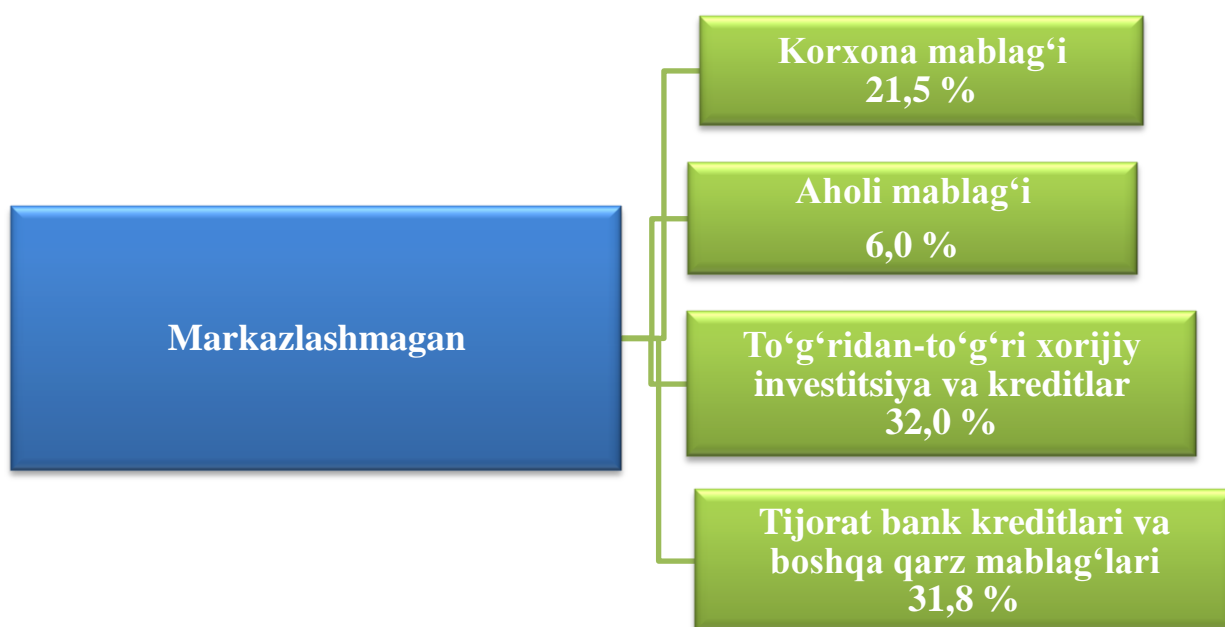 Korxona mablag‘i
21,5 %
Aholi mablag‘i
6,0 %
Markazlashmagan
To‘g‘ridan-to‘g‘ri xorijiy
investitsiya va kreditlar
32,0 %
Tijorat bank kreditlari va
boshqa qarz mablag‘lari
31,8 %